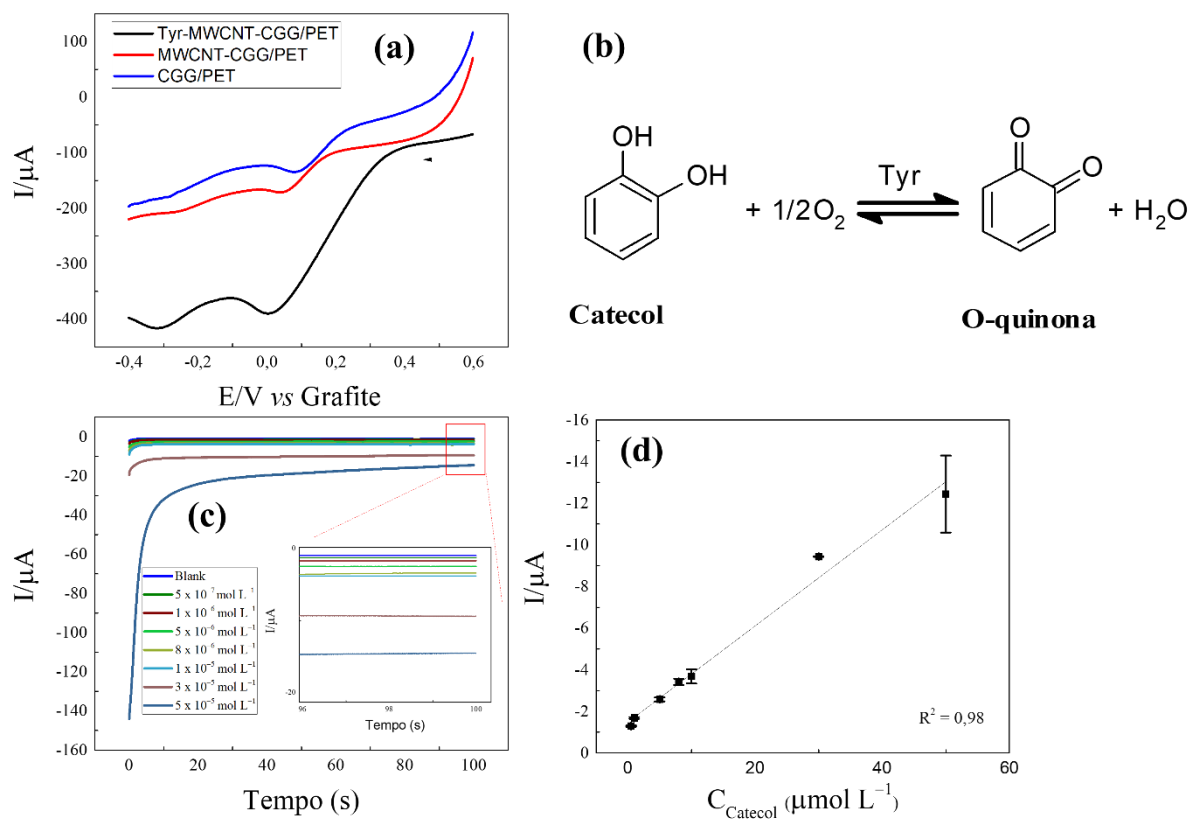 (a)
Tyr-MWCNT-CGG/PET
MWCNT-CGG/PET
CGG/PET
I/µA
100
0
-100
-200
-300
-400
-0,4
-0,2
0,0
0,2
0,4
0,6
E/V vs Grafite
(b)
OH
OH
+ 1/2O₂
Tyr
O
O
+ H₂O
Catecol
O-quinona
(c)
I/µA
0
-20
-40
-60
-80
-100
-120
-140
-160
Blank
5 x 10⁻⁷ mol L⁻¹
1 x 10⁻⁶ mol L⁻¹
5 x 10⁻⁶ mol L⁻¹
8 x 10⁻⁶ mol L⁻¹
1 x 10⁻⁵ mol L⁻¹
3 x 10⁻⁵ mol L⁻¹
5 x 10⁻⁵ mol L⁻¹
0
-20
I/µA
96
98
100
Tempo (s)
0
20
40
60
80
100
Tempo (s)
(d)
I/µA
-16
-14
-12
-10
-8
-6
-4
-2
0
R² = 0,98
0
20
40
60
C_Catecol (µmol L⁻¹)